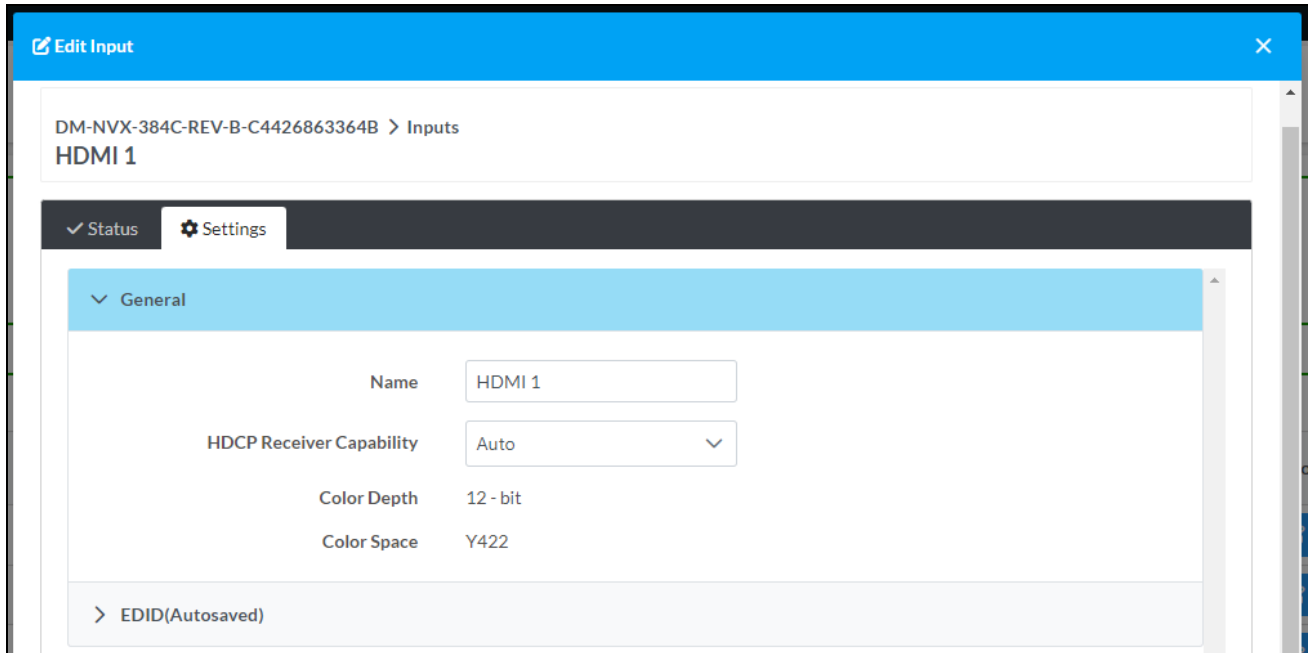 Edit Input
DM-NVX-384C-REV-B-C4426863364B > Inputs
HDMI 1
Status
Settings
General
Name
HDMI 1
HDCP Receiver Capability
Auto
Color Depth
12 - bit
Color Space
Y422
EDID(Autosaved)